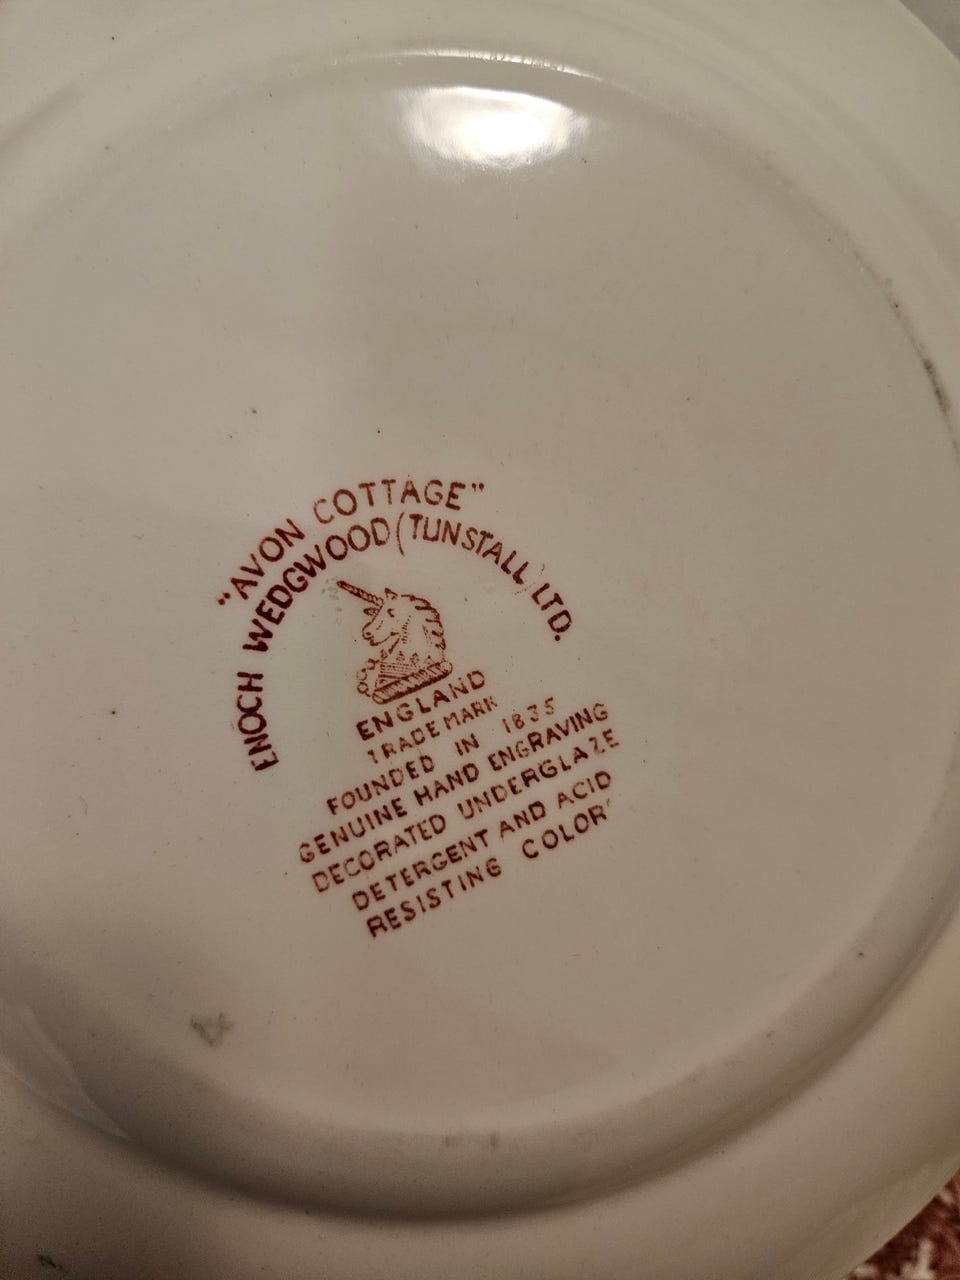 "AVON COTTAGE"
ENOCH WEDGWOOD (TUNSTALL) LTD.
ENGLAND
TRADE MARK
FOUNDED IN 1835
GENUINE HAND ENGRAVING
DECORATED UNDERGLAZE
DETERGENT AND ACID
RESISTING COLOR